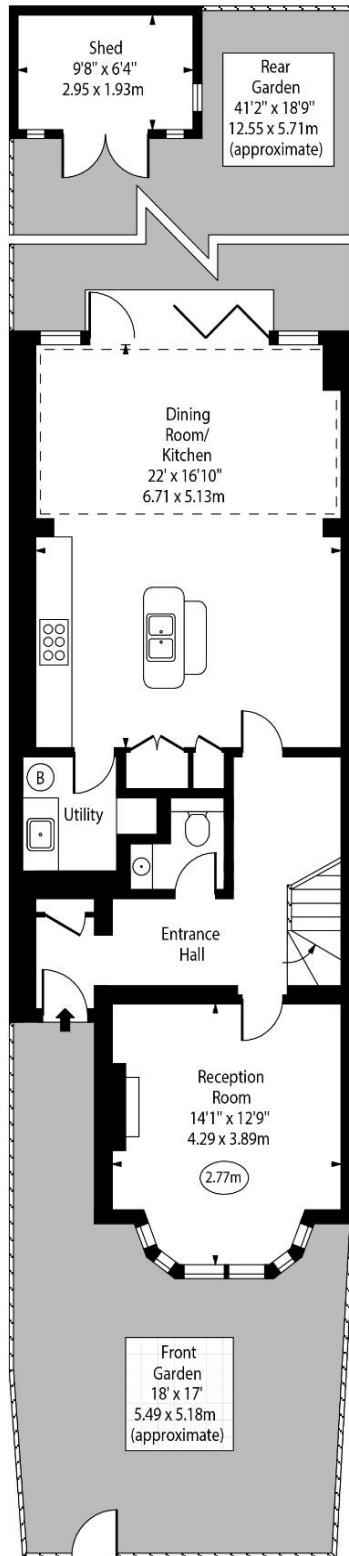 Shed
9'8" x 6'4"
2.95 x 1.93m
Rear
Garden
41'2" x 18'9"
12.55 x 5.71m
(approximate)
Dining
Room/
Kitchen
22' x 16'10"
6.71 x 5.13m
B
Utility
Entrance
Hall
Reception
Room
14'1" x 12'9"
4.29 x 3.89m
2.77m
Front
Garden
18' x 17'
5.49 x 5.18m
(approximate)